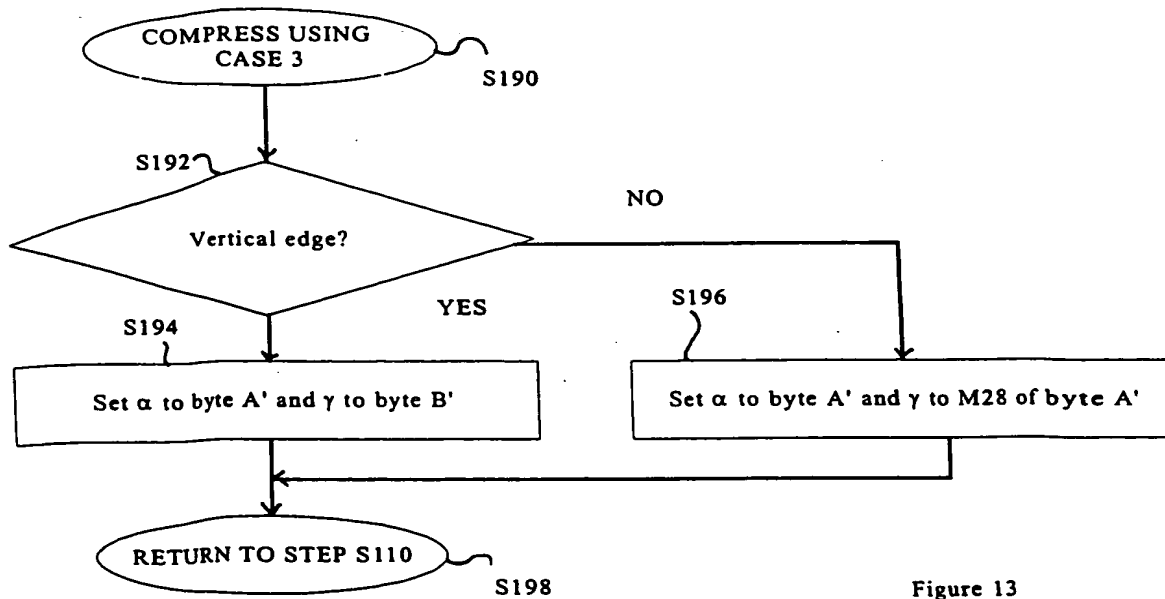 COMPRESS USING
CASE 3
S190
S192
NO
Vertical edge?
YES
S196
S194
Set α to byte A' and γ to byte B'
Set α to byte A' and γ to M28 of byte A'
RETURN TO STEP S110
S198
Figure 13